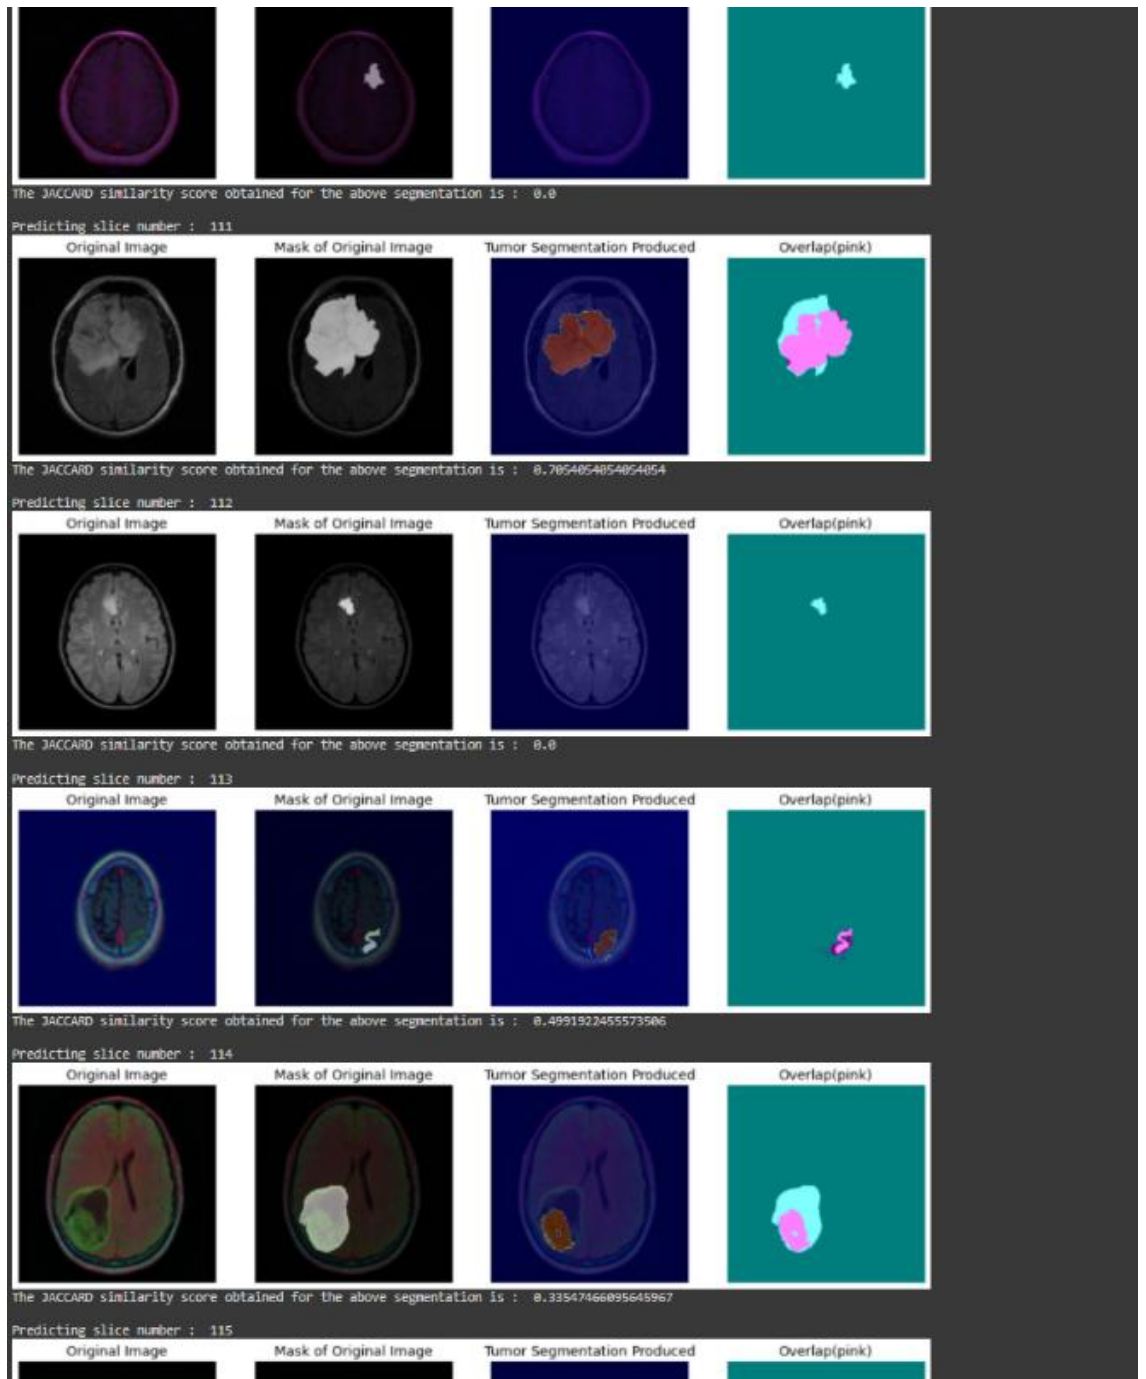 The JACCARD similarity score obtained for the above segmentation is :  0.0
Predicting slice number :  111
Original Image Mask of Original Image Tumor Segmentation Produced Overlap(pink)
The JACCARD similarity score obtained for the above segmentation is :  0.7054054054054054
Predicting slice number :  112
Original Image Mask of Original Image Tumor Segmentation Produced Overlap(pink)
The JACCARD similarity score obtained for the above segmentation is :  0.0
Predicting slice number :  113
Original Image Mask of Original Image Tumor Segmentation Produced Overlap(pink)
The JACCARD similarity score obtained for the above segmentation is :  0.4991922455573506
Predicting slice number :  114
Original Image Mask of Original Image Tumor Segmentation Produced Overlap(pink)
The JACCARD similarity score obtained for the above segmentation is :  0.33547466095645967
Predicting slice number :  115
Original Image Mask of Original Image Tumor Segmentation Produced Overlap(pink)